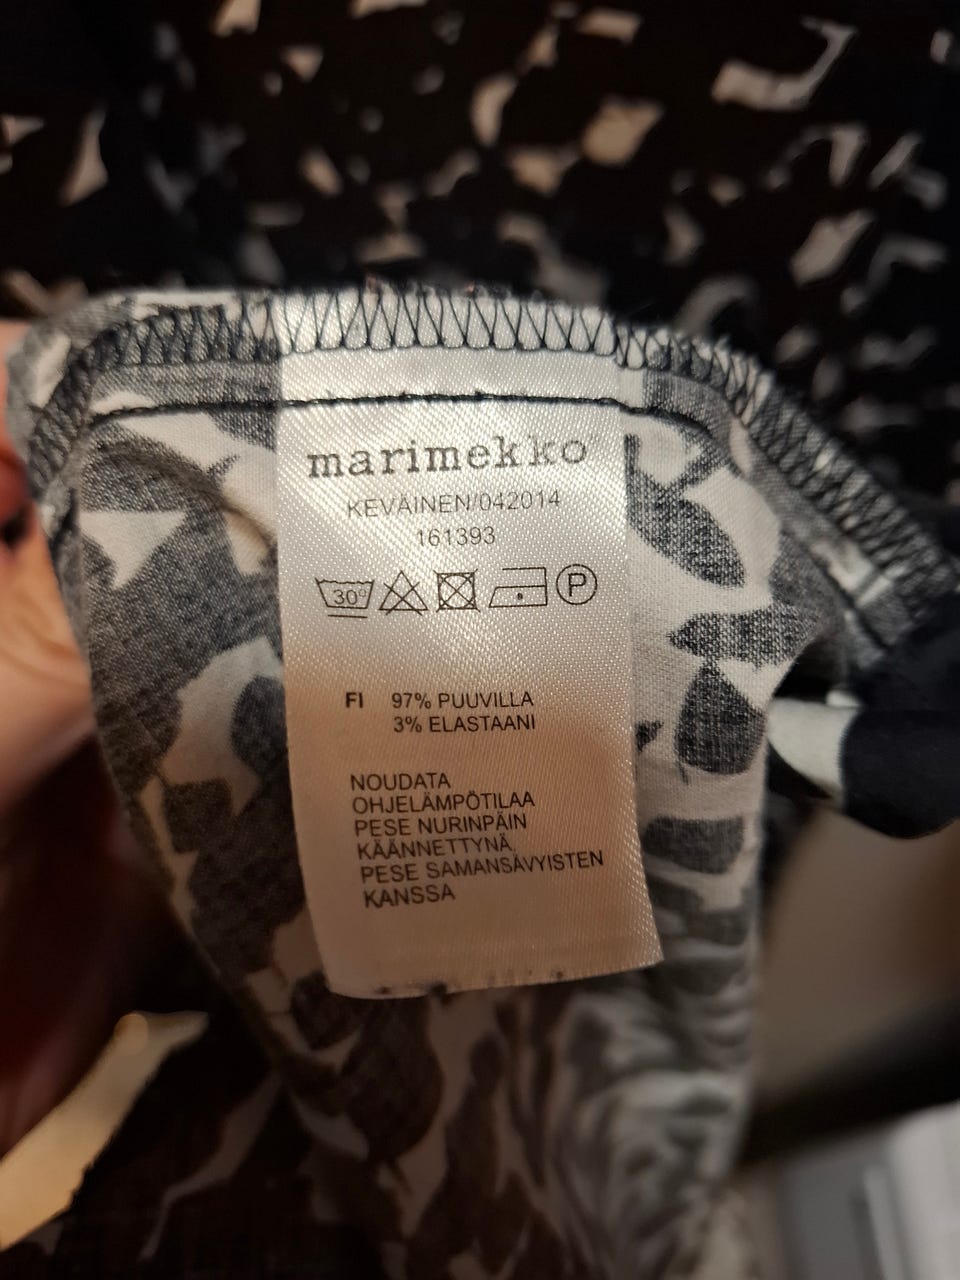 marimekko
KEVÄINEN/042014
161393
30° P
FI 97% PUUVILLA
3% ELASTAANI
NOUDATA
OHJELÄMPÖTILAA
PESE NURINPÄIN
KÄÄNNETTYNÄ,
PESE SAMANSÄVYISTEN
KANSSA